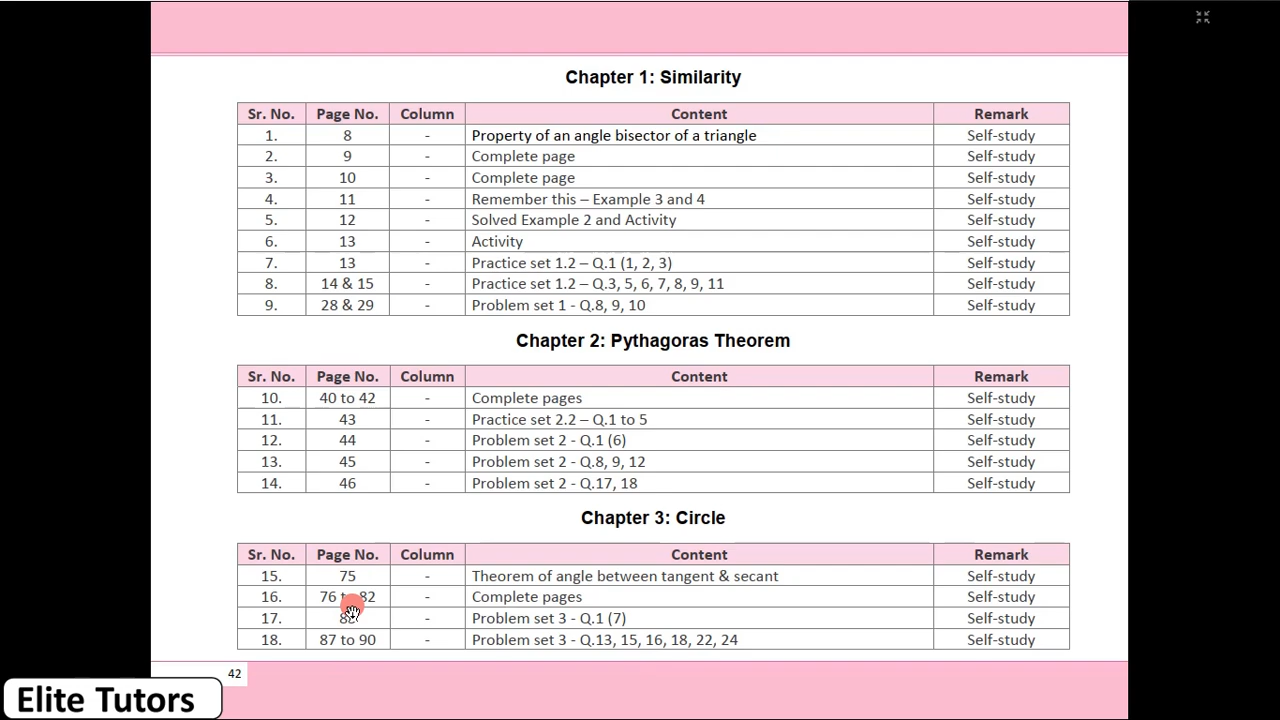 Chapter 1: Similarity
Sr. No. Page No. Column Content Remark
1. 8 - Property of an angle bisector of a triangle Self-study
2. 9 - Complete page Self-study
3. 10 - Complete page Self-study
4. 11 - Remember this – Example 3 and 4 Self-study
5. 12 - Solved Example 2 and Activity Self-study
6. 13 - Activity Self-study
7. 13 - Practice set 1.2 – Q.1 (1, 2, 3) Self-study
8. 14 & 15 - Practice set 1.2 – Q.3, 5, 6, 7, 8, 9, 11 Self-study
9. 28 & 29 - Problem set 1 - Q.8, 9, 10 Self-study
Chapter 2: Pythagoras Theorem
Sr. No. Page No. Column Content Remark
10. 40 to 42 - Complete pages Self-study
11. 43 - Practice set 2.2 – Q.1 to 5 Self-study
12. 44 - Problem set 2 - Q.1 (6) Self-study
13. 45 - Problem set 2 - Q.8, 9, 12 Self-study
14. 46 - Problem set 2 - Q.17, 18 Self-study
Chapter 3: Circle
Sr. No. Page No. Column Content Remark
15. 75 - Theorem of angle between tangent & secant Self-study
16. 76 to 82 - Complete pages Self-study
17. - Problem set 3 - Q.1 (7) Self-study
18. 87 to 90 - Problem set 3 - Q.13, 15, 16, 18, 22, 24 Self-study
42
Elite Tutors